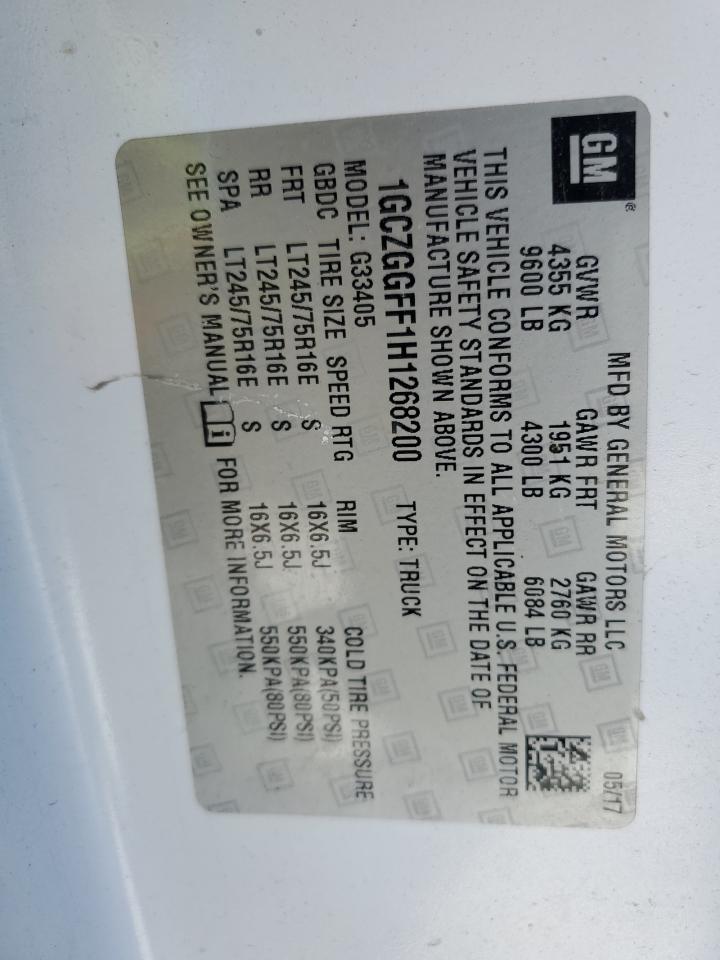 GM
MFD BY GENERAL MOTORS LLC 05/17
GVWR GAWR FRT GAWR RR
4355 KG 1951 KG 2760 KG
9600 LB 4300 LB 6084 LB
THIS VEHICLE CONFORMS TO ALL APPLICABLE U.S. FEDERAL MOTOR
VEHICLE SAFETY STANDARDS IN EFFECT ON THE DATE OF
MANUFACTURE SHOWN ABOVE.
1GCZGGFF1H1268200 TYPE: TRUCK
MODEL: G33405
GBDC TIRE SIZE SPEED RTG RIM COLD TIRE PRESSURE
FRT LT245/75R16E S 16X6.5J 340KPA(50PSI)
RR LT245/75R16E S 16X6.5J 550KPA(80PSI)
SPA LT245/75R16E S 16X6.5J 550KPA(80PSI)
SEE OWNER'S MANUAL i FOR MORE INFORMATION.